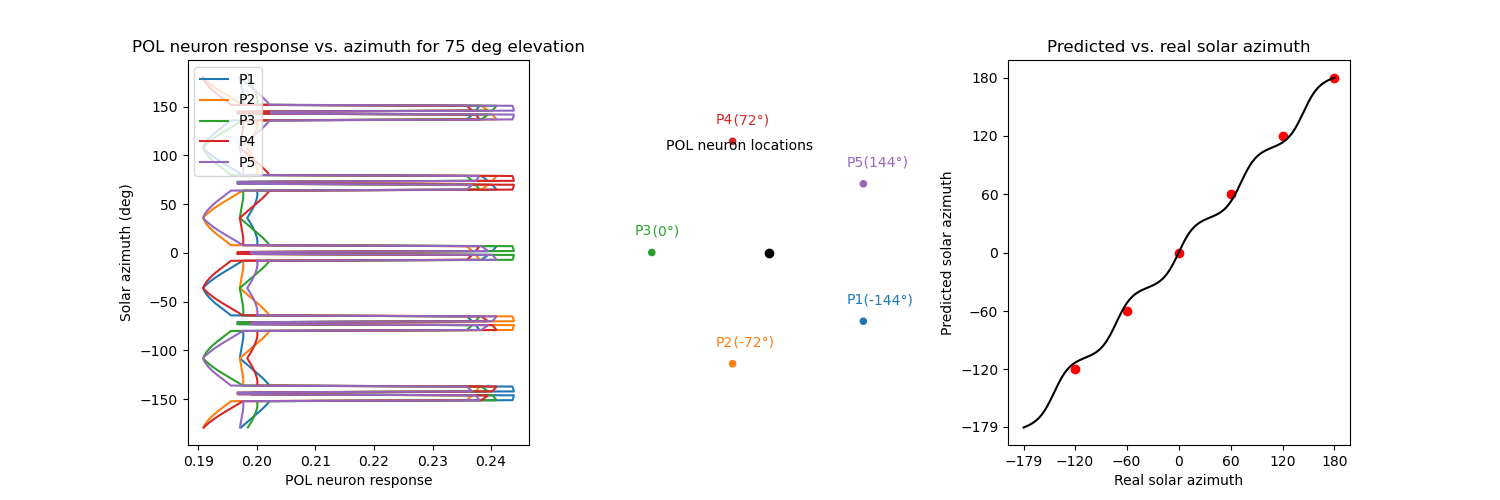 POL neuron response vs. azimuth for 75 deg elevation
P1
P2
P3
P4
P5
150
100
50
0
−50
−100
−150
Solar azimuth (deg)
0.19 0.20 0.21 0.22 0.23 0.24
POL neuron response
P4(72°)
POL neuron locations
P5(144°)
P3(0°)
P1(-144°)
P2(-72°)
Predicted vs. real solar azimuth
180
120
60
0
−60
−120
−179
Predicted solar azimuth
−179 −120 −60 0 60 120 180
Real solar azimuth